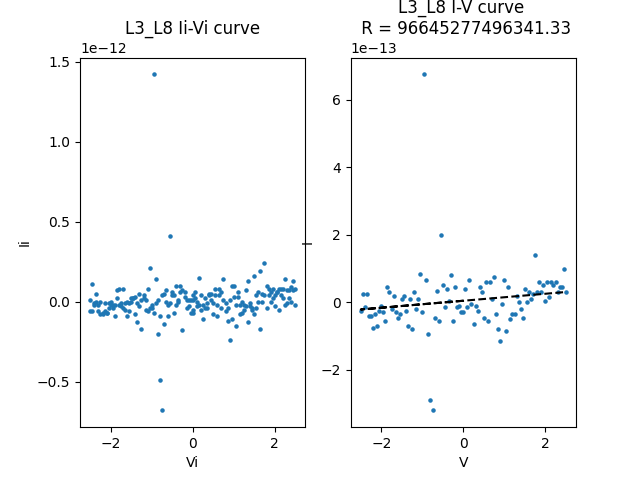 L3_L8 Ii-Vi curve
1e−12
1.5
1.0
0.5
0.0
−0.5
Ii
−2
0
2
Vi
L3_L8 I-V curve
R = 96645277496341.33
1e−13
6
4
2
0
−2
I
−2
0
2
V